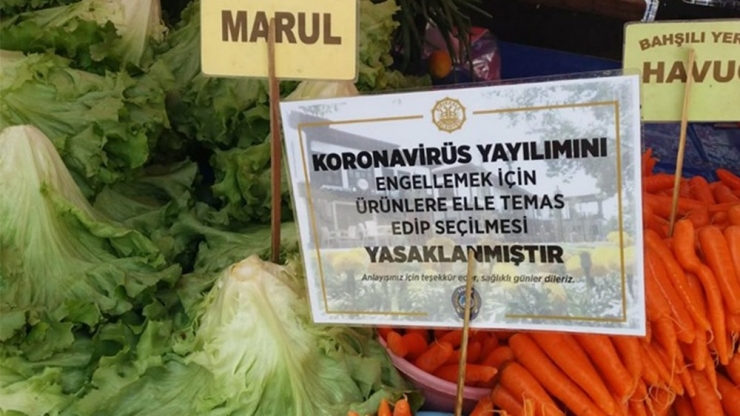 MARUL
BAHŞILI YER
HAVUÇ
KORONAVİRÜS YAYILIMINI
ENGELLEMEK İÇİN
ÜRÜNLERE ELLE TEMAS
EDİP SEÇİLMESİ
YASAKLANMIŞTIR
Anlayışınız için teşekkür eder, sağlıklı günler dileriz.